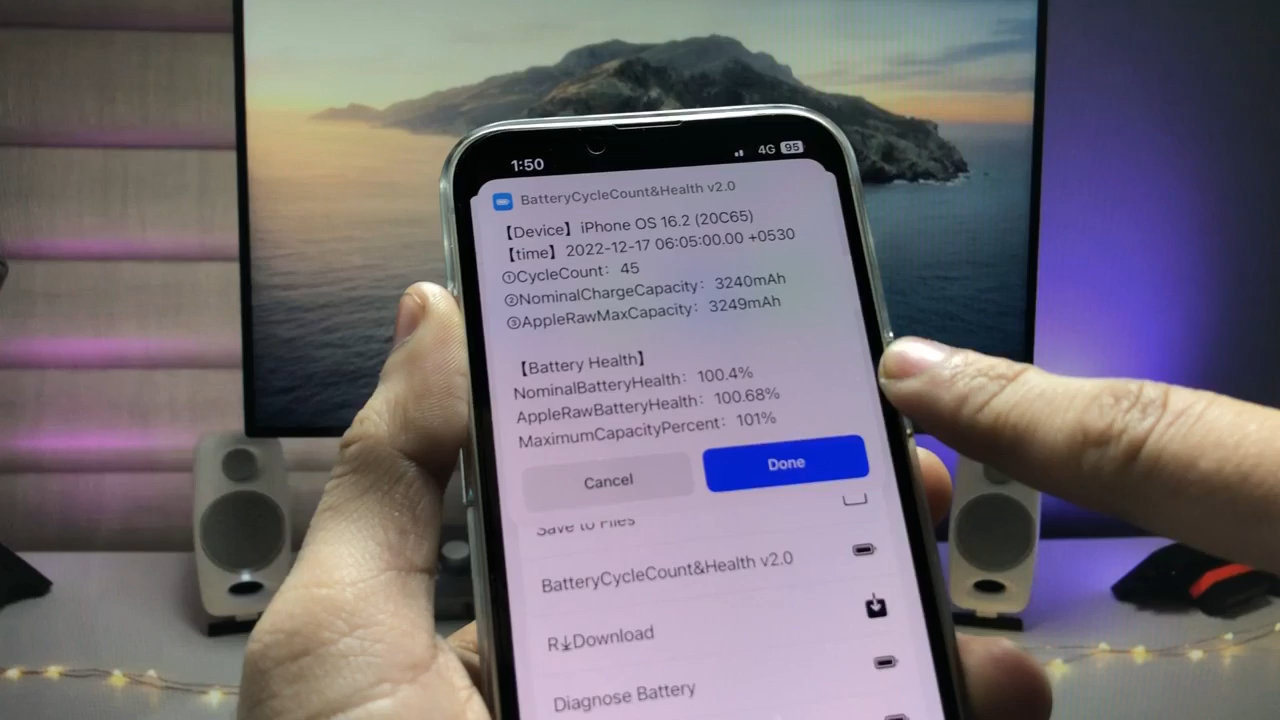 1:50
4G 95
BatteryCycleCount&Health v2.0
【Device】iPhone OS 16.2 (20C65)
【time】2022-12-17 06:05:00.00 +0530
①CycleCount： 45
②NominalChargeCapacity： 3240mAh
③AppleRawMaxCapacity： 3249mAh
【Battery Health】
NominalBatteryHealth： 100.4%
AppleRawBatteryHealth： 100.68%
MaximumCapacityPercent： 101%
Cancel
Done
Save to Files
BatteryCycleCount&Health v2.0
R↓Download
Diagnose Battery